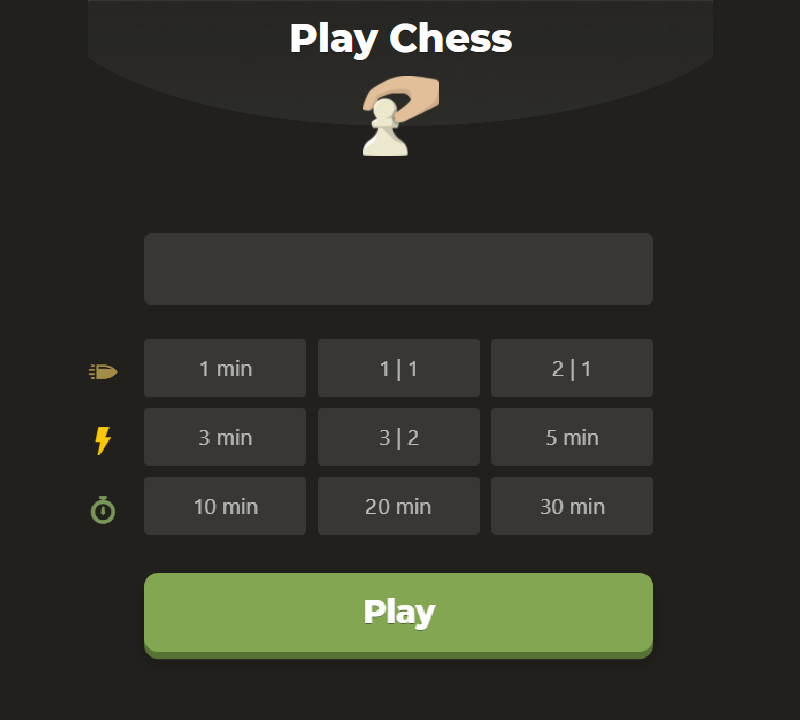 Play Chess
1 min 1 | 1 2 | 1
3 min 3 | 2 5 min
10 min 20 min 30 min
Play